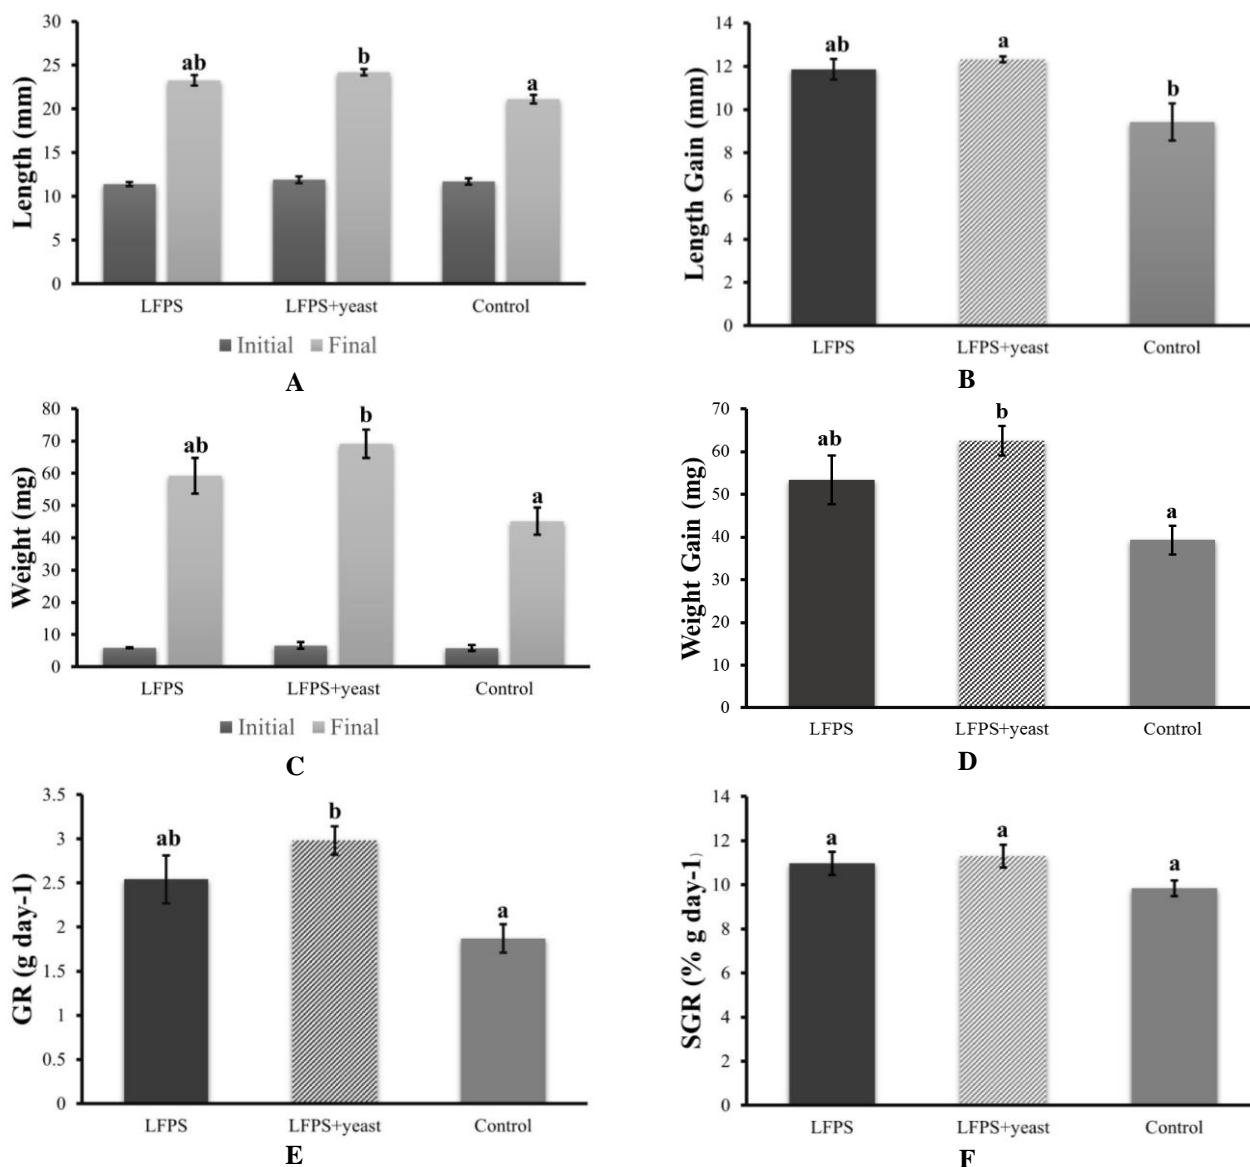 30
25
20
15
10
5
0
Length (mm)
ab
b
a
LFPS
LFPS+yeast
Control
Initial Final
A
14
12
10
8
6
4
2
0
Length Gain (mm)
ab
a
b
LFPS
LFPS+yeast
Control
B
80
70
60
50
40
30
20
10
0
Weight (mg)
ab
b
a
LFPS
LFPS+yeast
Control
Initial Final
C
70
60
50
40
30
20
10
0
Weight Gain (mg)
ab
b
a
LFPS
LFPS+yeast
Control
D
3.5
3
2.5
2
1.5
1
0.5
0
GR (g day-1)
ab
b
a
LFPS
LFPS+yeast
Control
E
14
12
10
8
6
4
2
0
SGR (% g day-1)
a
a
a
LFPS
LFPS+yeast
Control
F